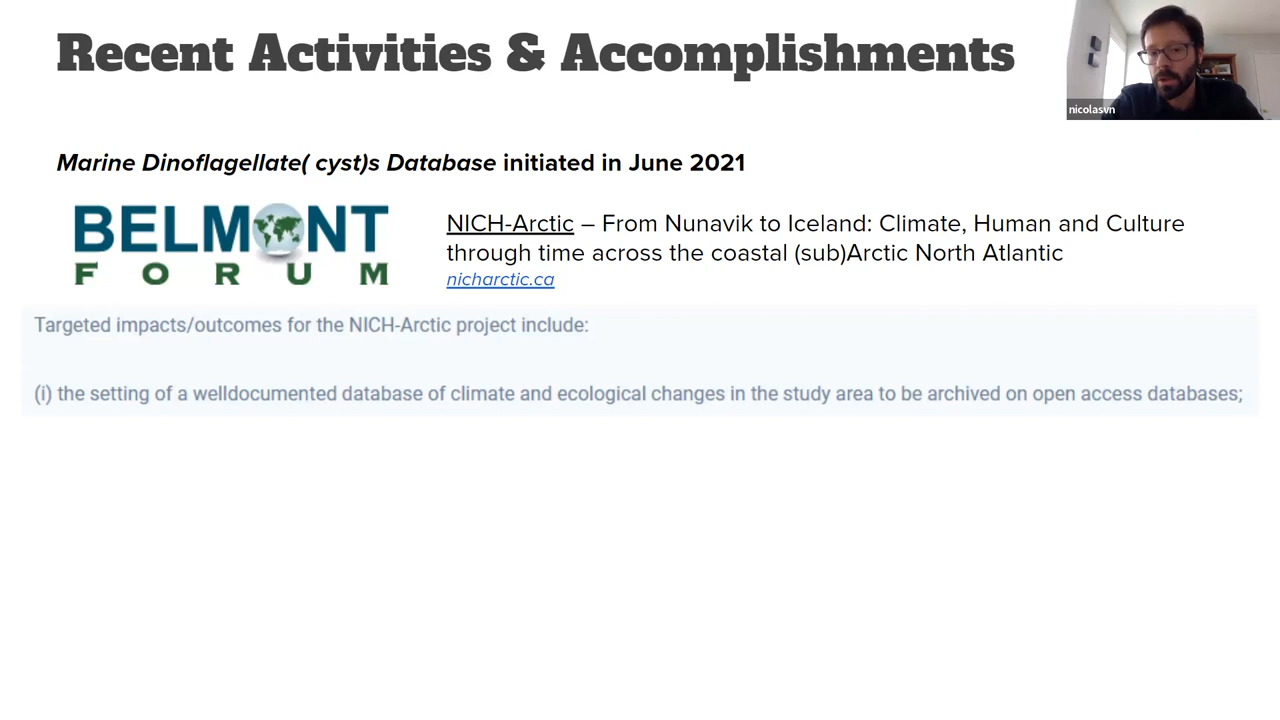 Recent Activities & Accomplishments
nicolasvn
Marine Dinoflagellate( cyst)s Database initiated in June 2021
BELMONT
FORUM
NICH-Arctic – From Nunavik to Iceland: Climate, Human and Culture
through time across the coastal (sub)Arctic North Atlantic
nicharctic.ca
Targeted impacts/outcomes for the NICH-Arctic project include:
(i) the setting of a welldocumented database of climate and ecological changes in the study area to be archived on open access databases;